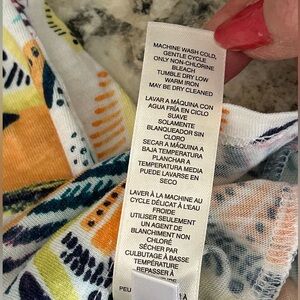 MACHINE WASH COLD,
GENTLE CYCLE
ONLY NON-CHLORINE
BLEACH
TUMBLE DRY LOW
WARM IRON
MAY BE DRY CLEANED
LAVAR A MÁQUINA CON
AGUA FRÍA EN CICLO
SUAVE
SOLAMENTE
BLANQUEADOR SIN
CLORO
SECAR A MÁQUINA A
BAJA TEMPERATURA
PLANCHAR A
TEMPERATURA MEDIA
PUEDE LAVARSE EN
SECO
LAVER À LA MACHINE AU
CYCLE DÉLICAT À L'EAU
FROIDE
UTILISER SEULEMENT
UN AGENT DE
BLANCHIMENT NON
CHLORÉ
SÉCHER PAR
CULBUTAGE À BASSE
TEMPÉRATURE
REPASSER À